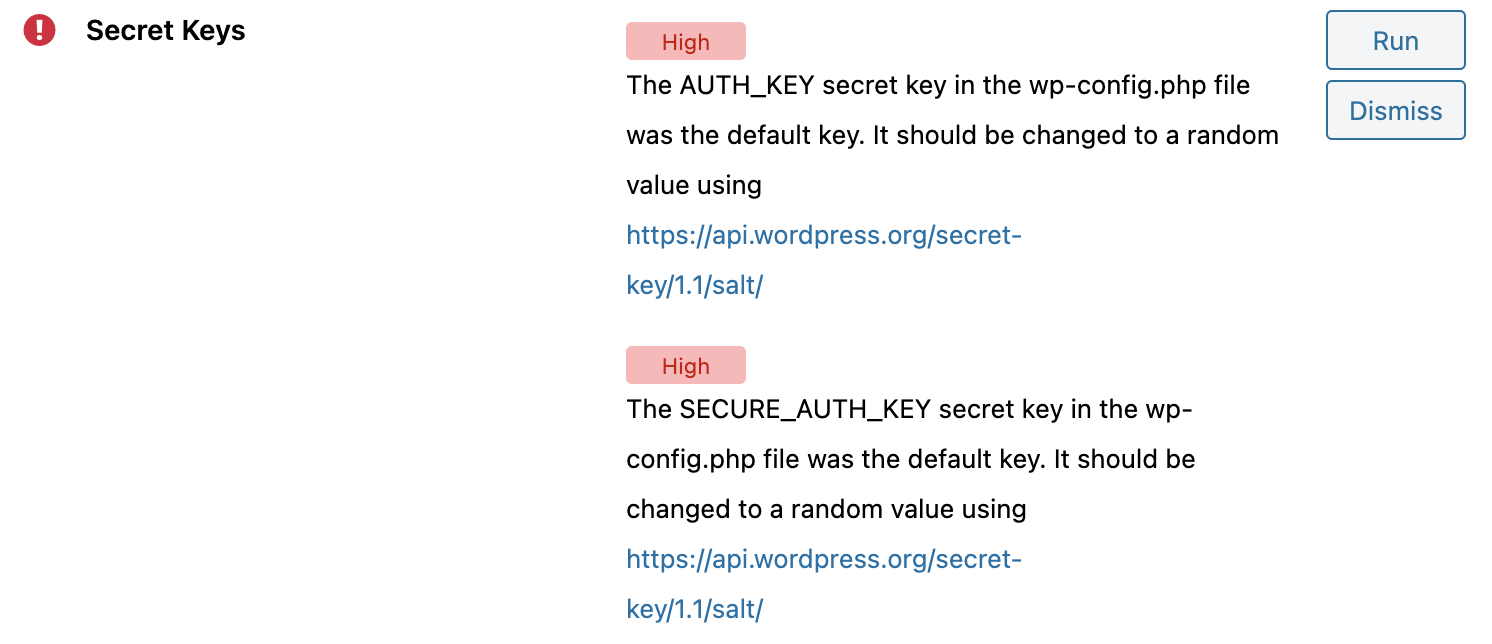 Secret Keys
High
The AUTH_KEY secret key in the wp-config.php file
was the default key. It should be changed to a random
value using
https://api.wordpress.org/secret-
key/1.1/salt/
Run
Dismiss
High
The SECURE_AUTH_KEY secret key in the wp-
config.php file was the default key. It should be
changed to a random value using
https://api.wordpress.org/secret-
key/1.1/salt/